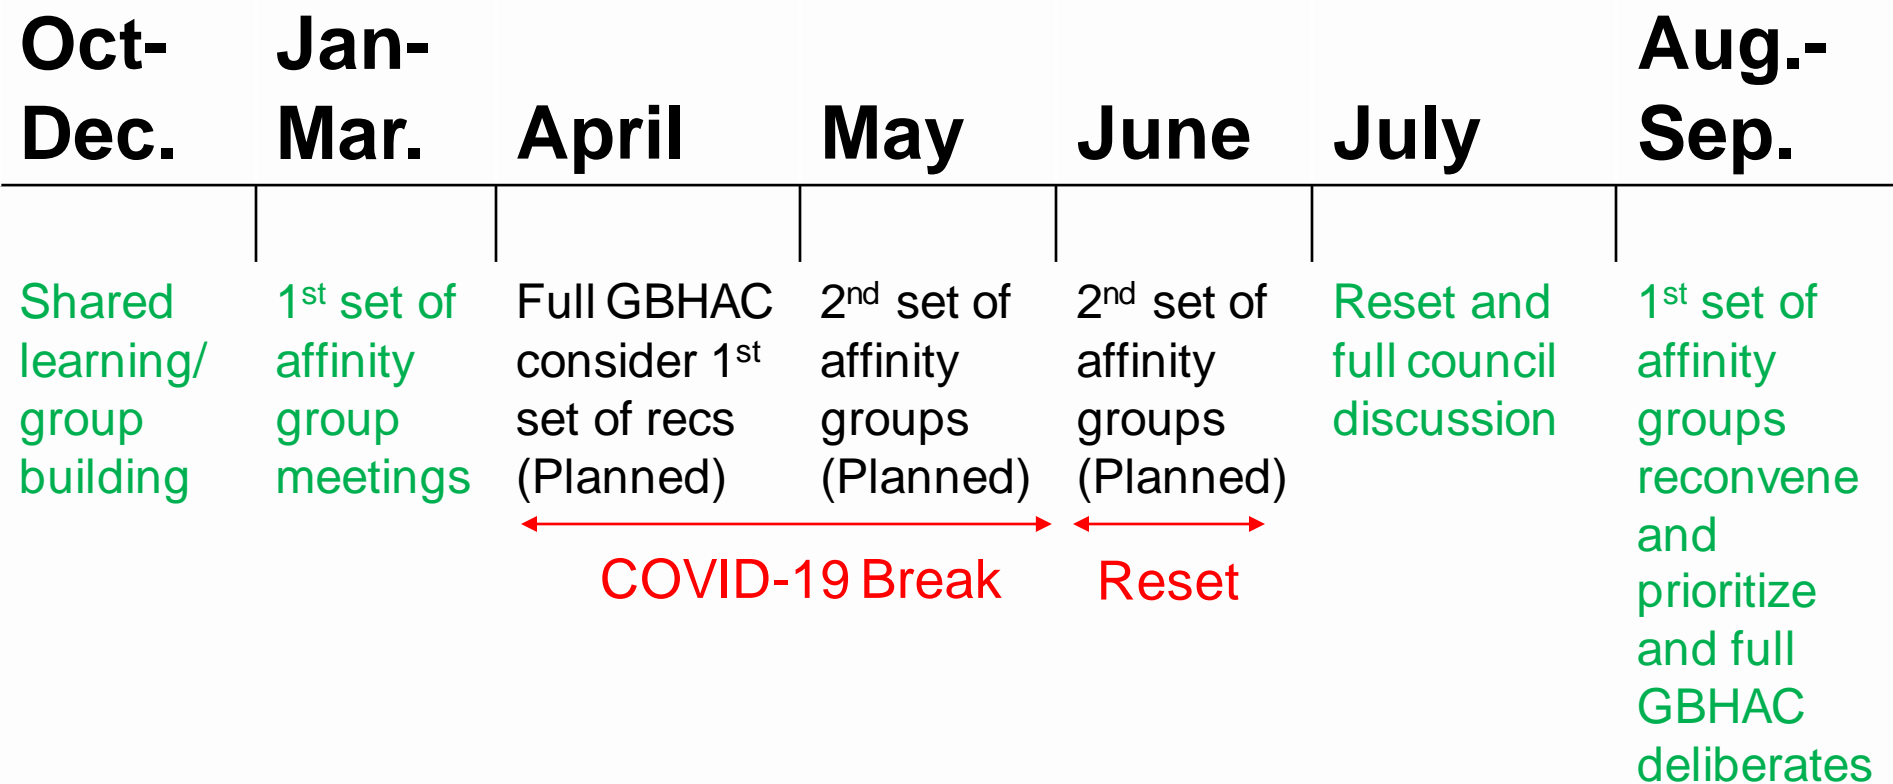 Oct-
Dec.
Jan-
Mar.
April
May
June
July
Aug.-
Sep.
Shared
learning/
group
building
1st set of
affinity
group
meetings
Full GBHAC
consider 1st
set of recs
(Planned)
2nd set of
affinity
groups
(Planned)
2nd set of
affinity
groups
(Planned)
Reset and
full council
discussion
1st set of
affinity
groups
reconvene
and
prioritize
and full
GBHAC
deliberates
COVID-19 Break
Reset